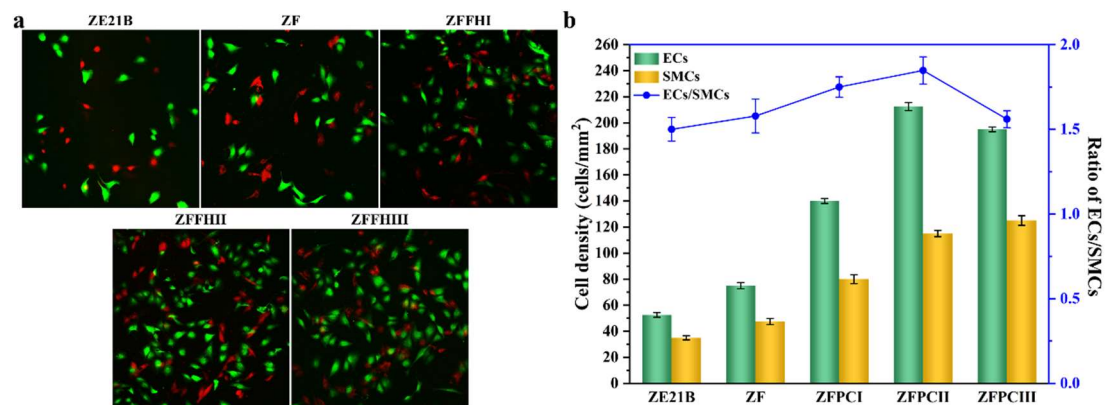 a
ZE21B ZF ZFFHI
ZFFHII ZFFHIII
b
ECs
SMCs
ECs/SMCs
Cell density (cells/mm²)
260
240
220
200
180
160
140
120
100
80
60
40
20
0
2.0
1.5
1.0
0.5
0.0
Ratio of ECs/SMCs
ZE21B ZF ZFPCI ZFPCII ZFPCIII